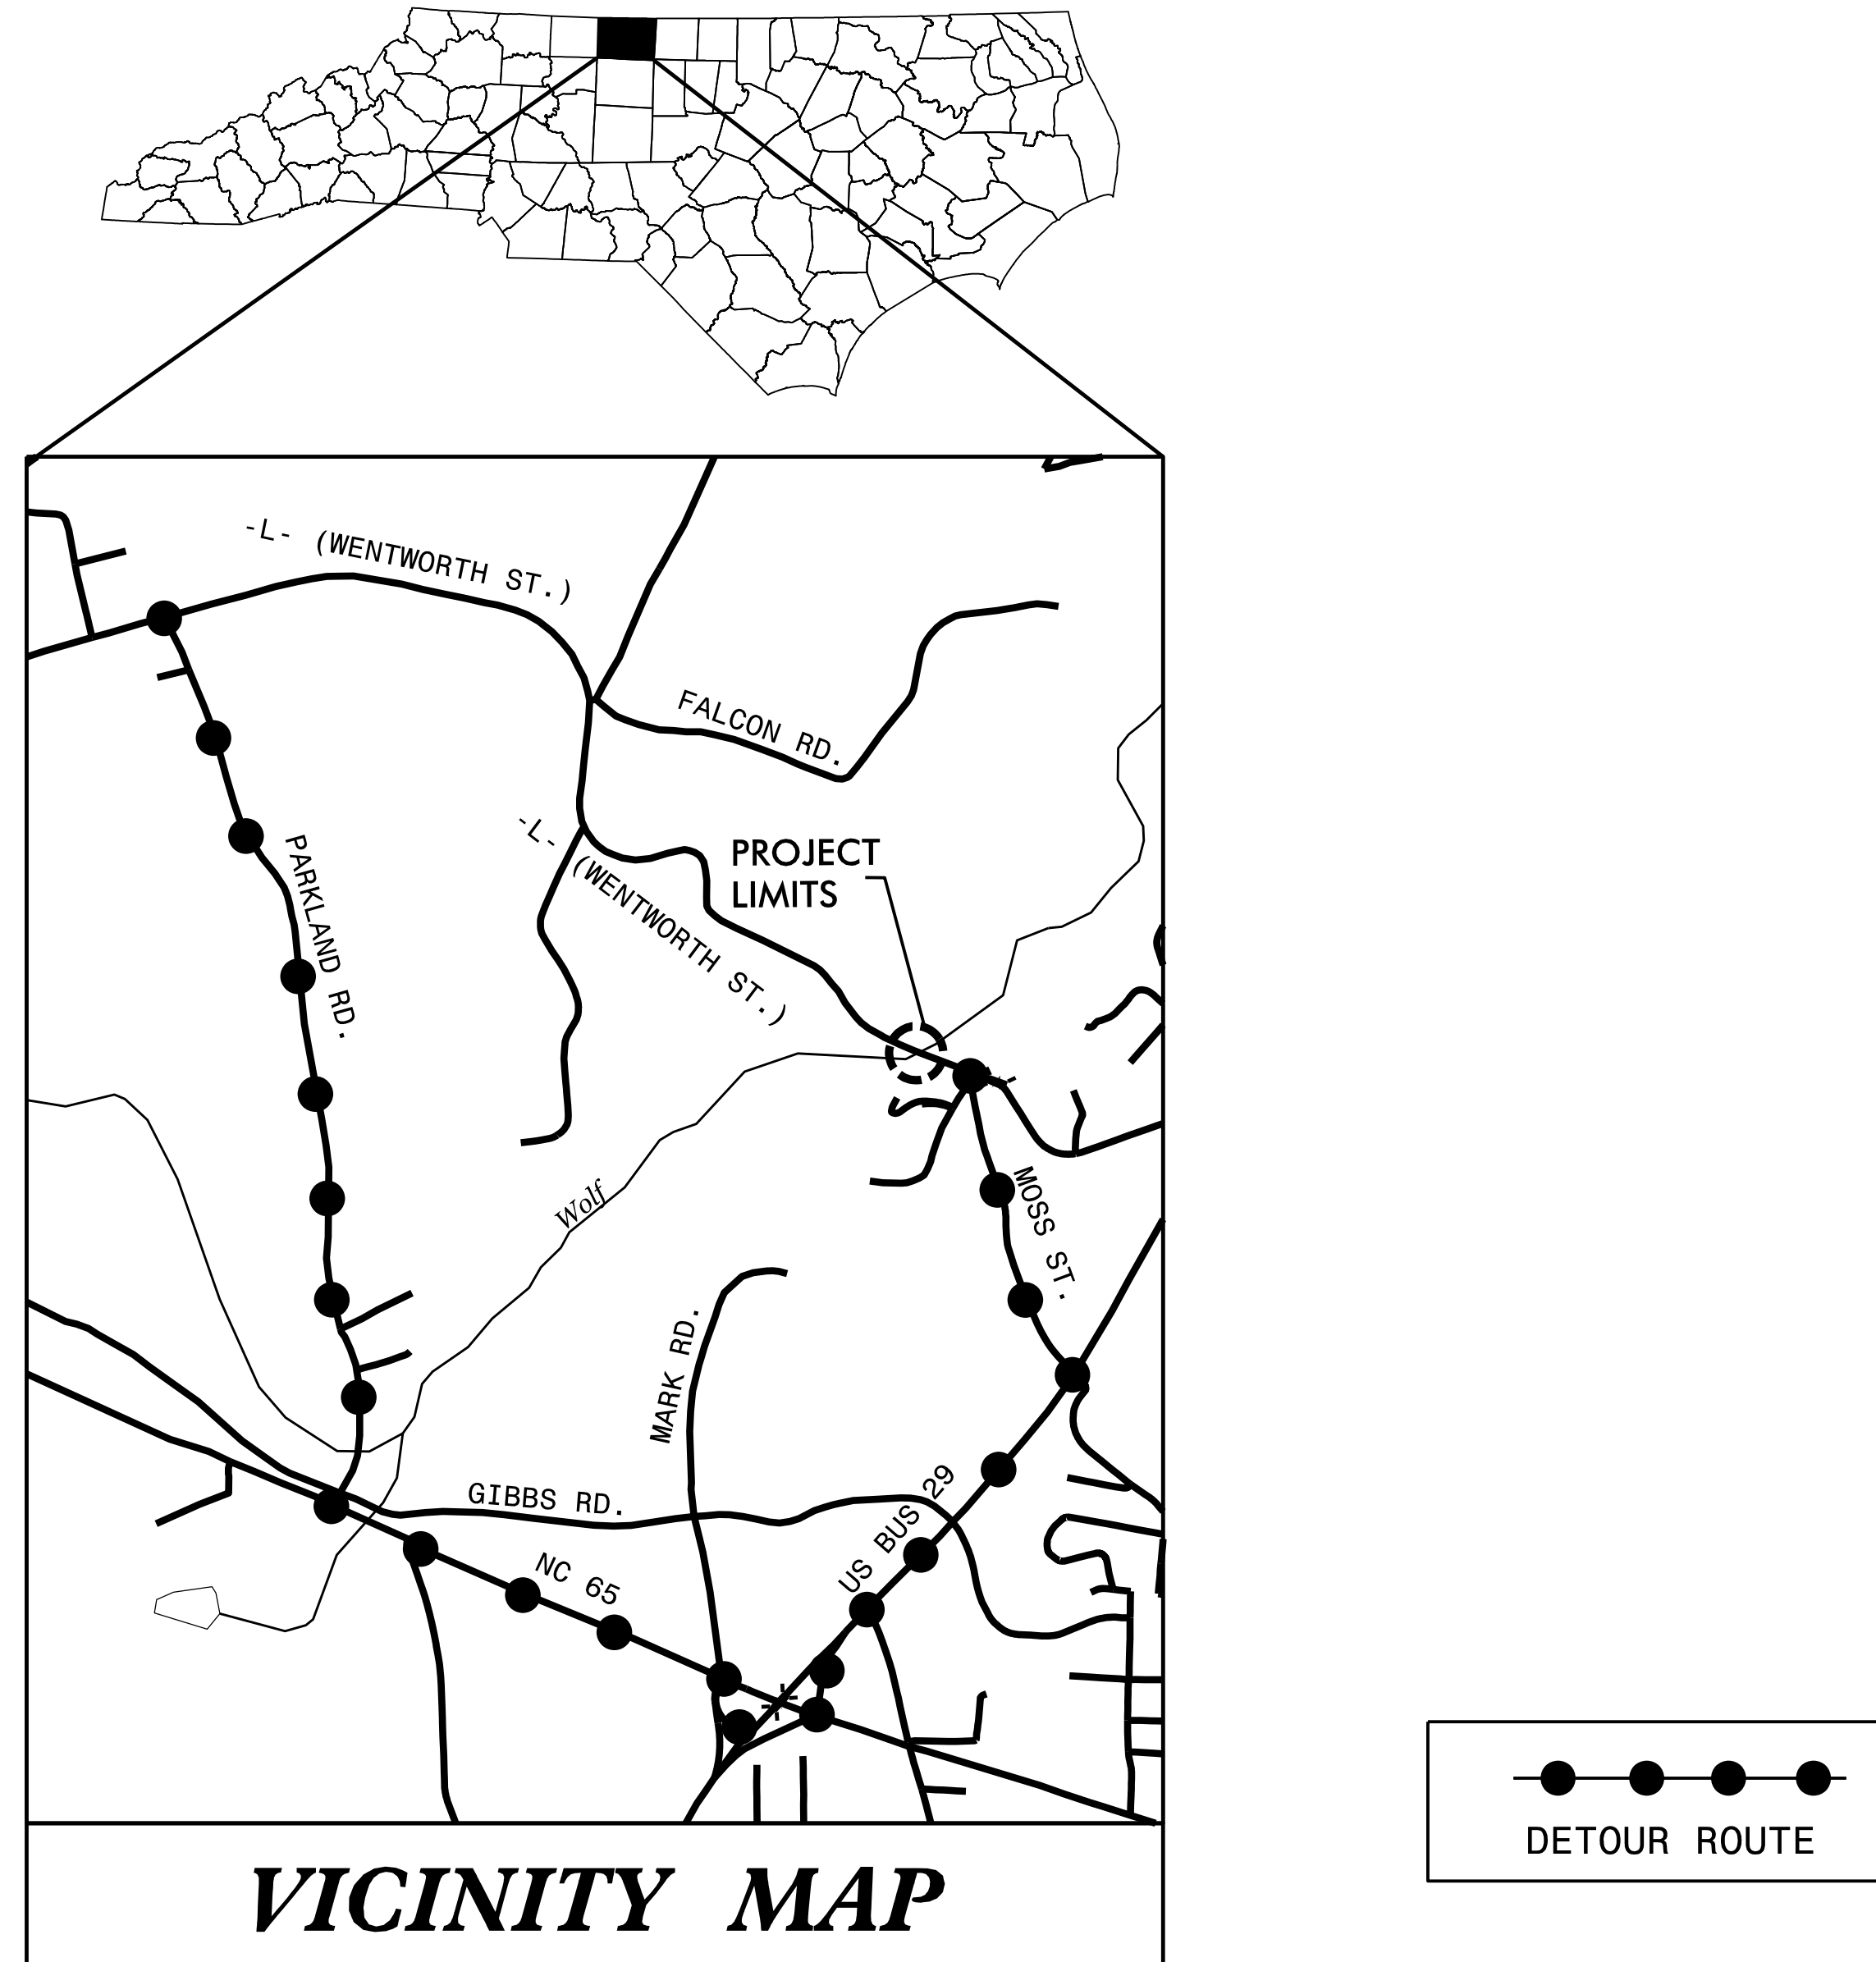 -L- (WENTWORTH ST.)
FALCON RD.
-L- (WENTWORTH ST.)
PROJECT
LIMITS
PARKLAND RD.
Wolf
MOSS ST.
MARK RD.
GIBBS RD.
US BUS 29
NC 65
DETOUR ROUTE
VICINITY MAP